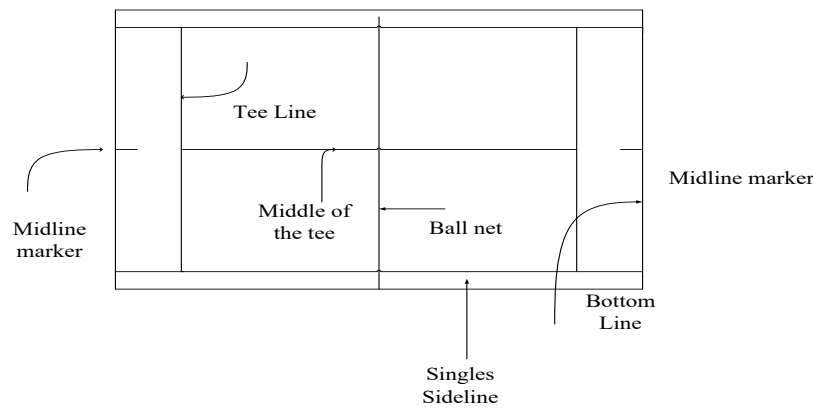 Tee Line
Midline marker
Middle of
the tee
Ball net
Midline
marker
Bottom
Line
Singles
Sideline